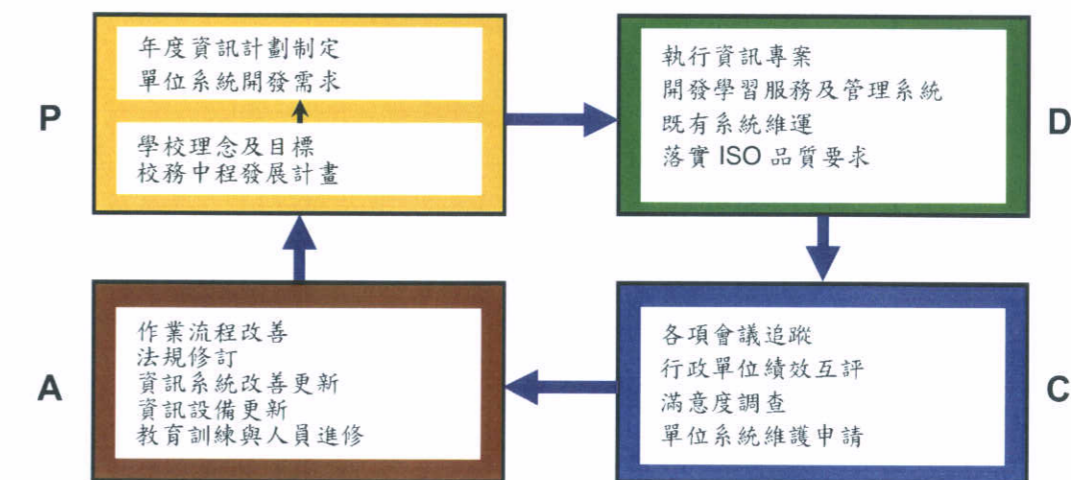 P
年度資訊計劃制定
單位系統開發需求
學校理念及目標
校務中程發展計畫
D
執行資訊專案
開發學習服務及管理系統
既有系統維運
落實 ISO 品質要求
A
作業流程改善
法規修訂
資訊系統改善更新
資訊設備更新
教育訓練與人員進修
C
各項會議追蹤
行政單位績效互評
滿意度調查
單位系統維護申請